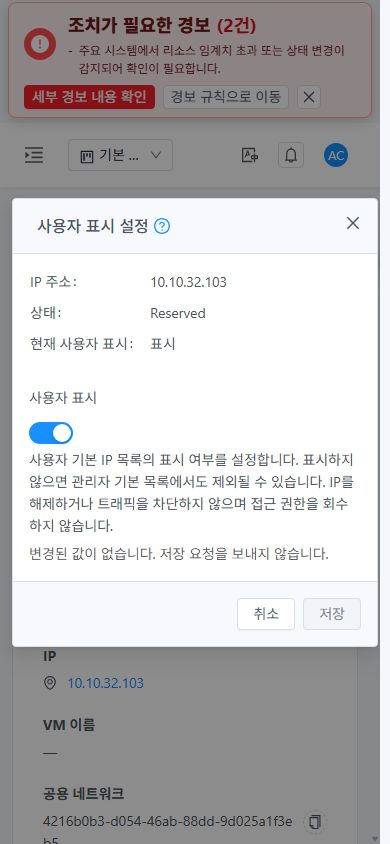 조치가 필요한 경보 (2건)
- 주요 시스템에서 리소스 임계치 초과 또는 상태 변경이
감지되어 확인이 필요합니다.
세부 경보 내용 확인
경보 규칙으로 이동
기본 ...
AC
사용자 표시 설정
IP 주소:
10.10.32.103
상태:
Reserved
현재 사용자 표시:
표시
사용자 표시
사용자 기본 IP 목록의 표시 여부를 설정합니다. 표시하지
않으면 관리자 기본 목록에서도 제외될 수 있습니다. IP를
해제하거나 트래픽을 차단하지 않으며 접근 권한을 회수
하지 않습니다.
변경된 값이 없습니다. 저장 요청을 보내지 않습니다.
취소
저장
IP
10.10.32.103
VM 이름
—
공용 네트워크
4216b0b3-d054-46ab-88dd-9d025a1f3e
b5